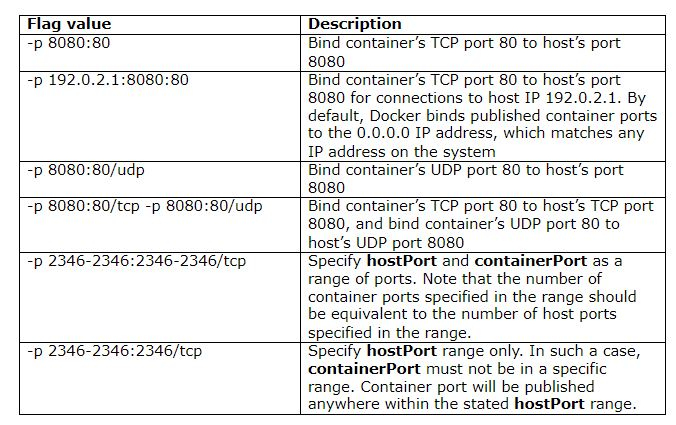 Flag value Description
-p 8080:80 Bind container’s TCP port 80 to host’s port
8080
-p 192.0.2.1:8080:80 Bind container’s TCP port 80 to host’s port
8080 for connections to host IP 192.0.2.1. By
default, Docker binds published container ports
to the 0.0.0.0 IP address, which matches any
IP address on the system
-p 8080:80/udp Bind container’s UDP port 80 to host’s port
8080
-p 8080:80/tcp -p 8080:80/udp Bind container’s TCP port 80 to host’s TCP port
8080, and bind container’s UDP port 80 to
host’s UDP port 8080
-p 2346-2346:2346-2346/tcp Specify hostPort and containerPort as a
range of ports. Note that the number of
container ports specified in the range should
be equivalent to the number of host ports
specified in the range.
-p 2346-2346:2346/tcp Specify hostPort range only. In such a case,
containerPort must not be in a specific
range. Container port will be published
anywhere within the stated hostPort range.